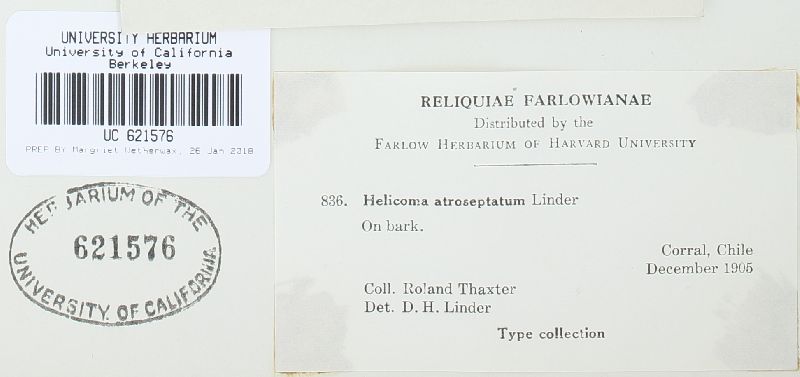 UNIVERSITY HERBARIUM
University of California
Berkeley
UC 621576
PREP BY Margriet Wetherwax, 26 Jan 2018
HERBARIUM OF THE
621576
UNIVERSITY OF CALIFORNIA
RELIQUIAE FARLOWIANAE
Distributed by the
FARLOW HERBARIUM OF HARVARD UNIVERSITY
836. Helicoma atroseptatum Linder
On bark.
Corral, Chile
December 1905
Coll. Roland Thaxter
Det. D. H. Linder
Type collection